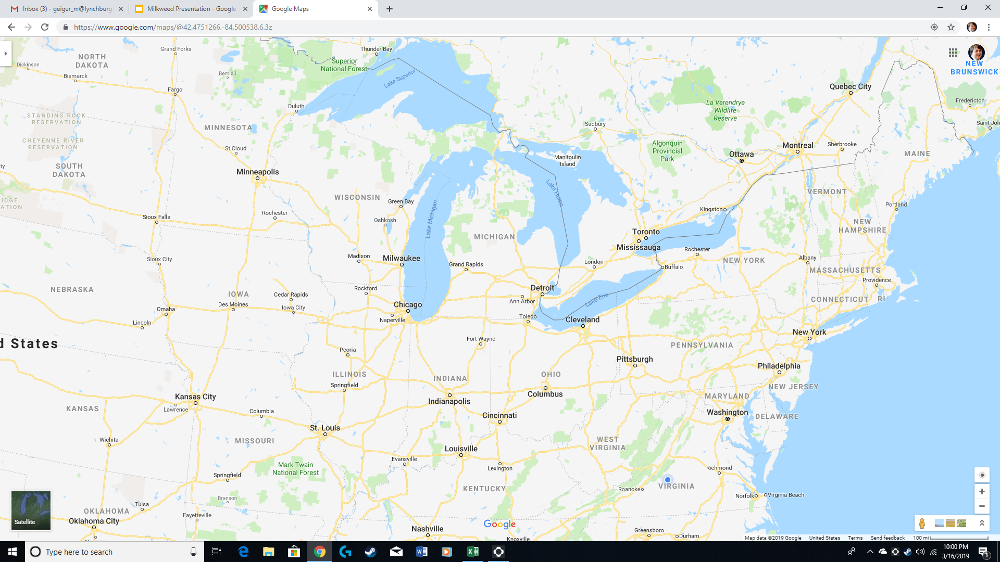 Inbox (3) - geiger_m@lynchburg.
Milkweed Presentation - Google
Google Maps
https://www.google.com/maps/@42.4751266,-84.500538,6.3z
Grand Forks
Thunder Bay
NORTH
DAKOTA
Superior
National Forest
Dickinson
Bemidji
NEW
BRUNSWICK
Bismarck
Lake Superior
Fargo
Quebec City
Duluth
La Verendrye
Wildlife
Reserve
Fredericton
STANDING ROCK
RESERVATION
MINNESOTA
Sudbury
Saint Joh
CHEYENNE RIVER
RESERVATION
St Cloud
Algonquin
Provincial
Park
Montreal
Sherbrooke
Ottawa
MAINE
Manitoulin
Island
SOUTH
DAKOTA
ty
Minneapolis
Lake Huron
VERMONT
WISCONSIN
Green Bay
RIDGE
ATION
Portland
Kingston
Rochester
Sioux Falls
Oshkosh
Lake Michigan
NEW
HAMPSHIRE
Toronto
MICHIGAN
Mississauga
Rochester
Madison
Milwaukee
Sioux City
Grand Rapids
London
NEW YORK
Albany
Buffalo
MASSACHUSETTS
Providence
NEBRASKA
Rockford
Detroit
IOWA
Cedar Rapids
Ann Arbor
Lake Erie
CONNECTICUT
RI
Des Moines
Iowa City
Chicago
Omaha
Naperville
Toledo
Cleveland
Lincoln
New York
d States
Fort Wayne
PENNSYLVANIA
Peoria
Pittsburgh
Philadelphia
ILLINOIS
INDIANA
OHIO
Springfield
NEW JERSEY
Columbus
Kansas City
Indianapolis
MARYLAND
KANSAS
Lawrence
Columbia
Cincinnati
Washington
DELAWARE
St. Louis
Wichita
MISSOURI
WEST
VIRGINIA
Louisville
Evansville
Mark Twain
National Forest
Lexington
Richmond
Springfield
KENTUCKY
Roanoke
VIRGINIA
Norfolk
Virginia Beach
Branson
Tulsa
OKLAHOMA
Fayetteville
Satellite
Oklahoma City
Google
Nashville
Greensboro
Durham
Knoxville
Norman
Map data ©2019 Google
United States
Terms
Send feedback
100 mi
Type here to search
10:00 PM
3/16/2019
1